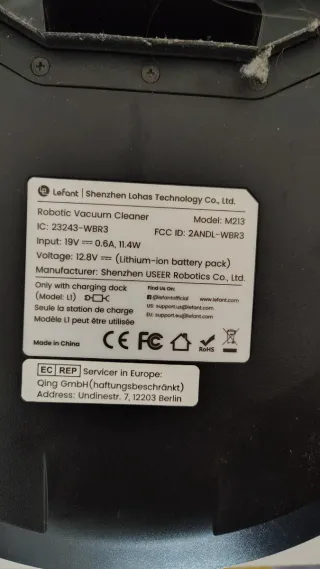 Lefant | Shenzhen Lohas Technology Co., Ltd.
Robotic Vacuum Cleaner Model: M213
IC: 23243-WBR3 FCC ID: 2ANDL-WBR3
Input: 19V ⎓ 0.6A, 11.4W
Voltage: 12.8V ⎓ (Lithium-ion battery pack)
Manufacturer: Shenzhen USEER Robotics Co., Ltd.
Only with charging dock
(Model: L1)
Seule la station de charge
Modèle L1 peut être utilisée
Find Us On:
@lefantofficial www.lefant.com
US: support.us@lefant.com
EU: support.eu@lefant.com
Made in China CE FC RoHS
EC REP Servicer in Europe:
Qing GmbH(haftungsbeschränkt)
Address: Undinestr. 7, 12203 Berlin